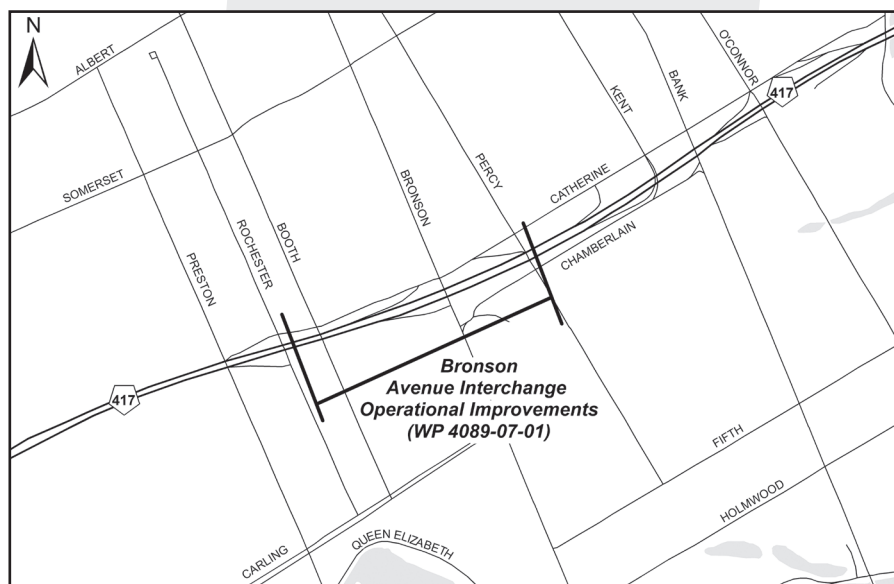 N
ALBERT
SOMERSET
PRESTON
ROCHESTER
BOOTH
BRONSON
PERCY
KENT
BANK
O'CONNOR
417
CATHERINE
CHAMBERLAIN
417
Bronson
Avenue Interchange
Operational Improvements
(WP 4089-07-01)
FIFTH
HOLMWOOD
CARLING
QUEEN ELIZABETH